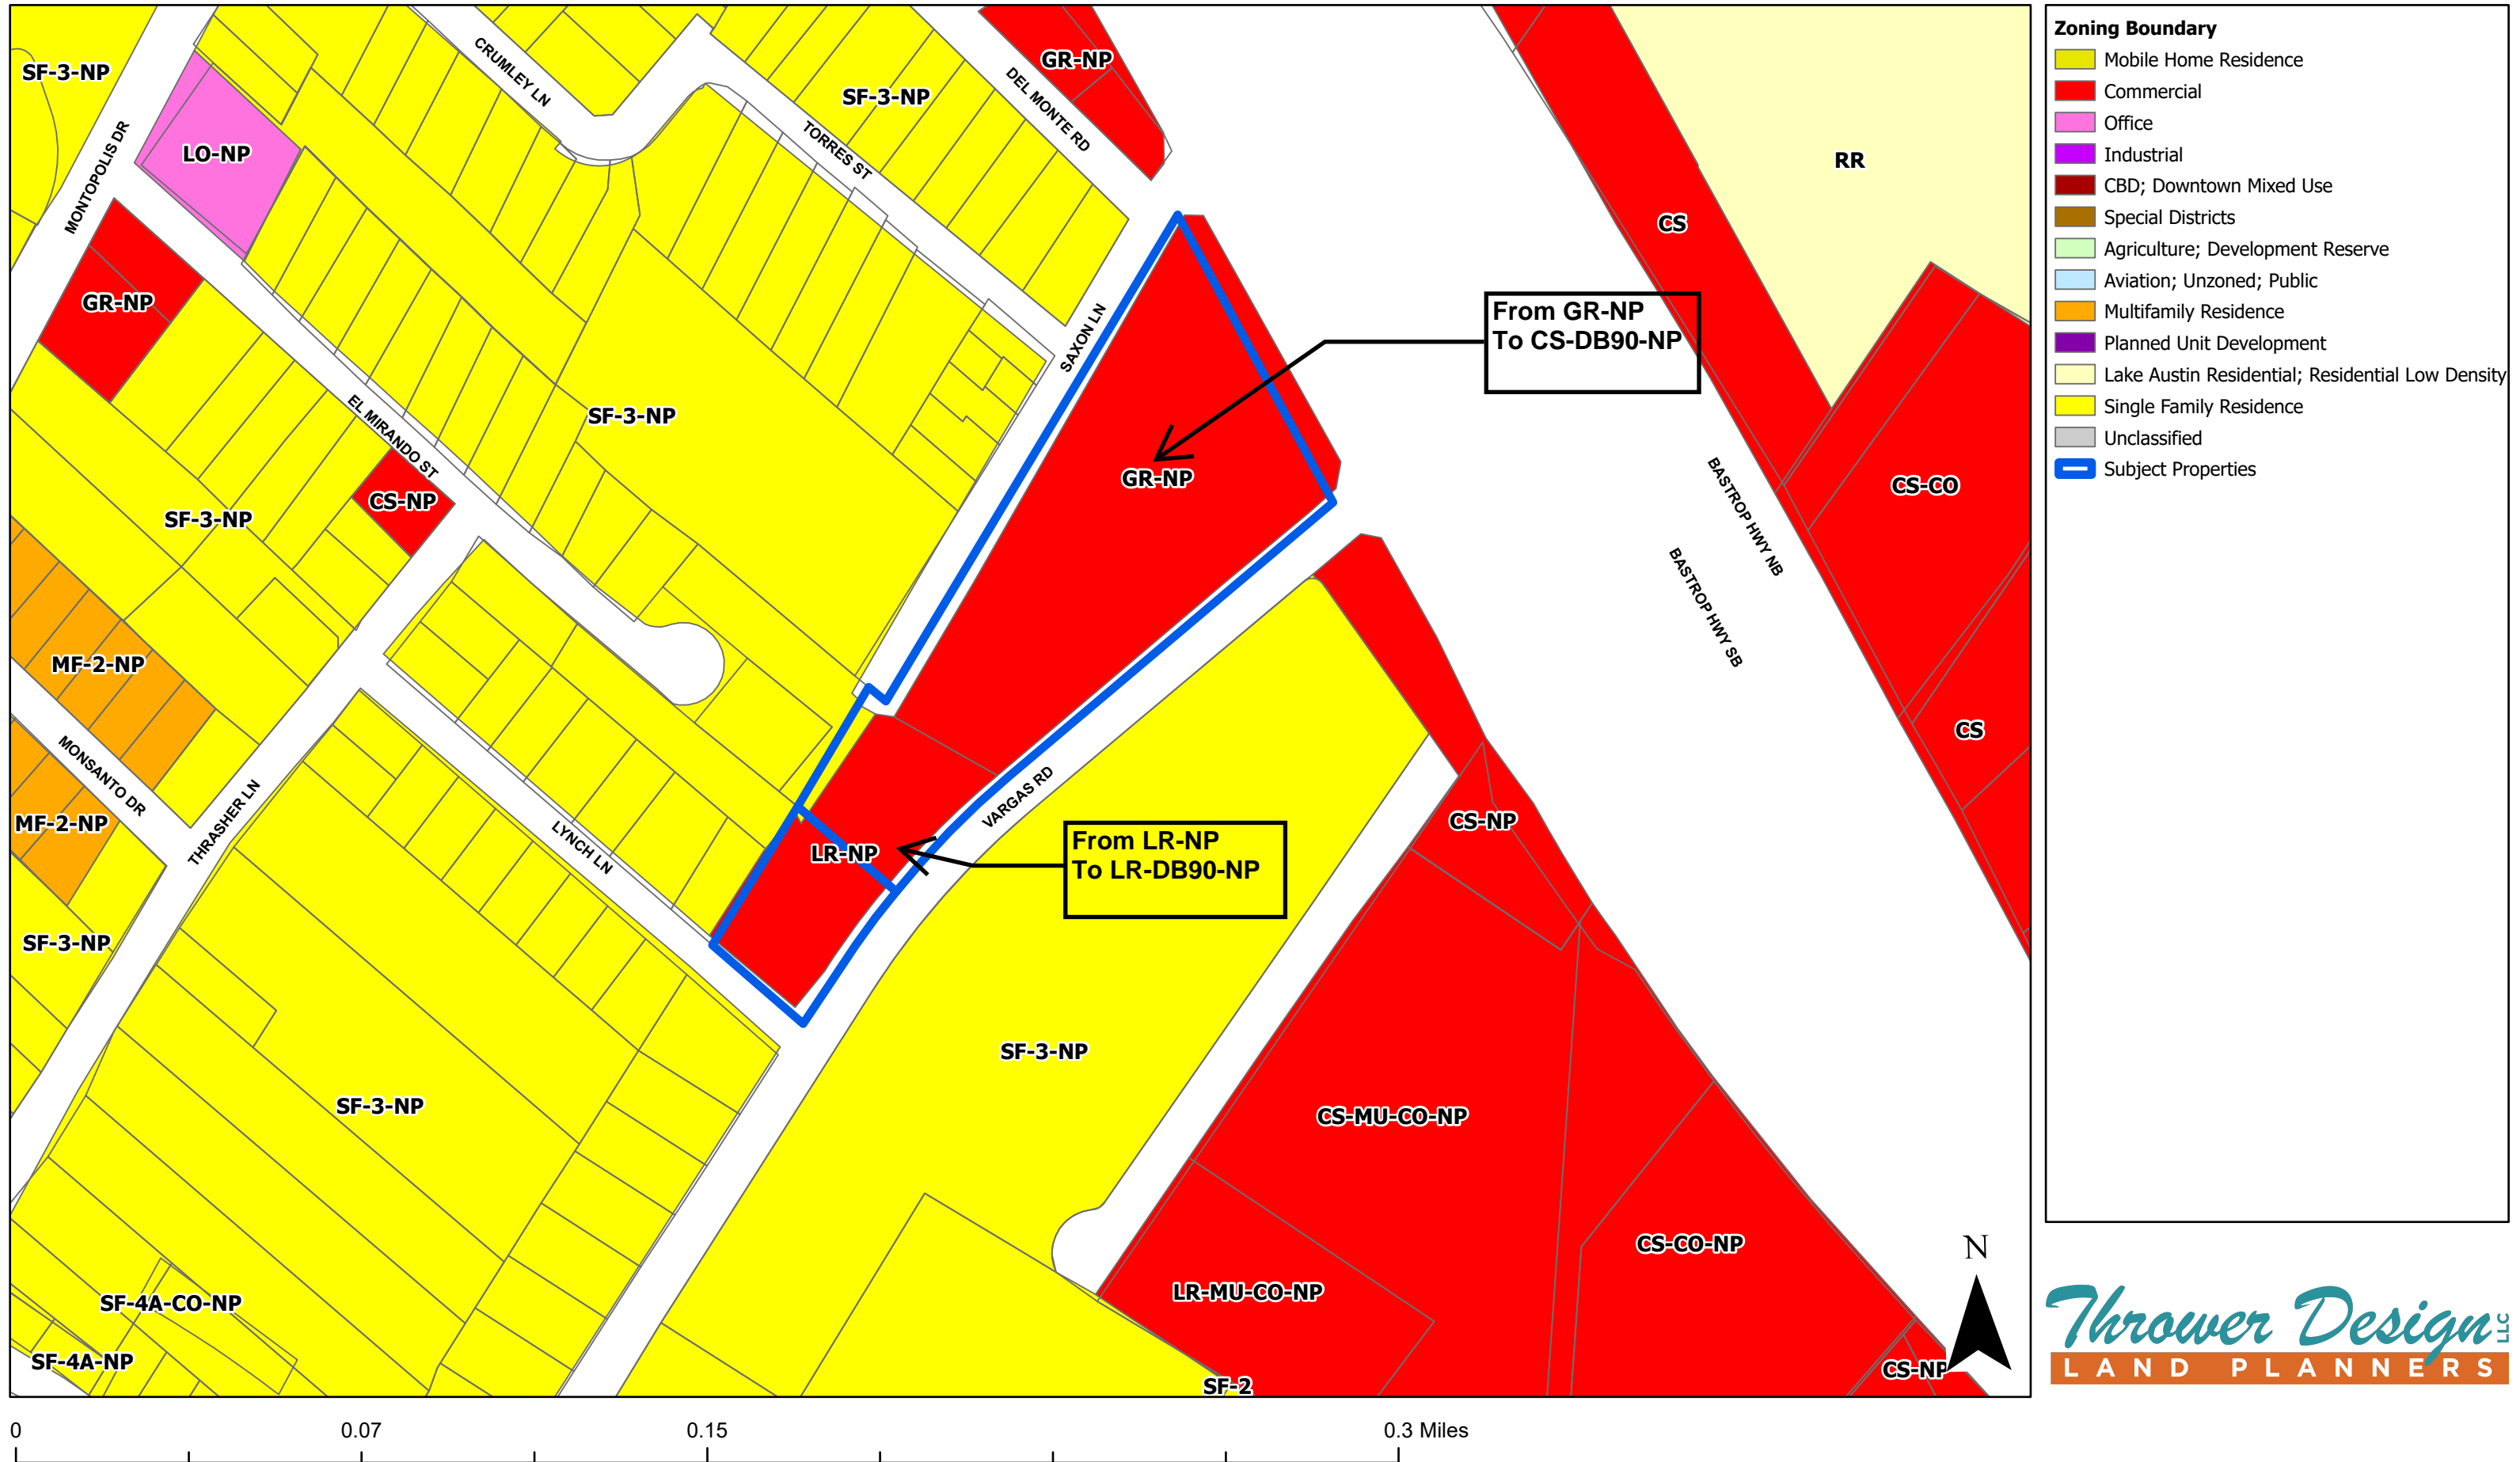 SF-3-NP
CRUMLEY LN
GR-NP
DEL MONTE RD
SF-3-NP
TORRES ST
MONTOPOLIS DR
LO-NP
RR
CS
GR-NP
SAXON LN
From GR-NP
To CS-DB90-NP
EL MIRANDO ST
SF-3-NP
GR-NP
CS-NP
SF-3-NP
BASTROP HWY NB
CS-CO
BASTROP HWY SB
MF-2-NP
CS
MONSANTO DR
MF-2-NP
THRASHER LN
LYNCH LN
VARGAS RD
LR-NP
From LR-NP
To LR-DB90-NP
CS-NP
SF-3-NP
SF-3-NP
SF-3-NP
CS-MU-CO-NP
CS-CO-NP
LR-MU-CO-NP
SF-4A-CO-NP
SF-4A-NP
SF-2
CS-NP
N
0
0.07
0.15
0.3 Miles
Zoning Boundary
Mobile Home Residence
Commercial
Office
Industrial
CBD; Downtown Mixed Use
Special Districts
Agriculture; Development Reserve
Aviation; Unzoned; Public
Multifamily Residence
Planned Unit Development
Lake Austin Residential; Residential Low Density
Single Family Residence
Unclassified
Subject Properties
Thrower Design LLC
LAND PLANNERS